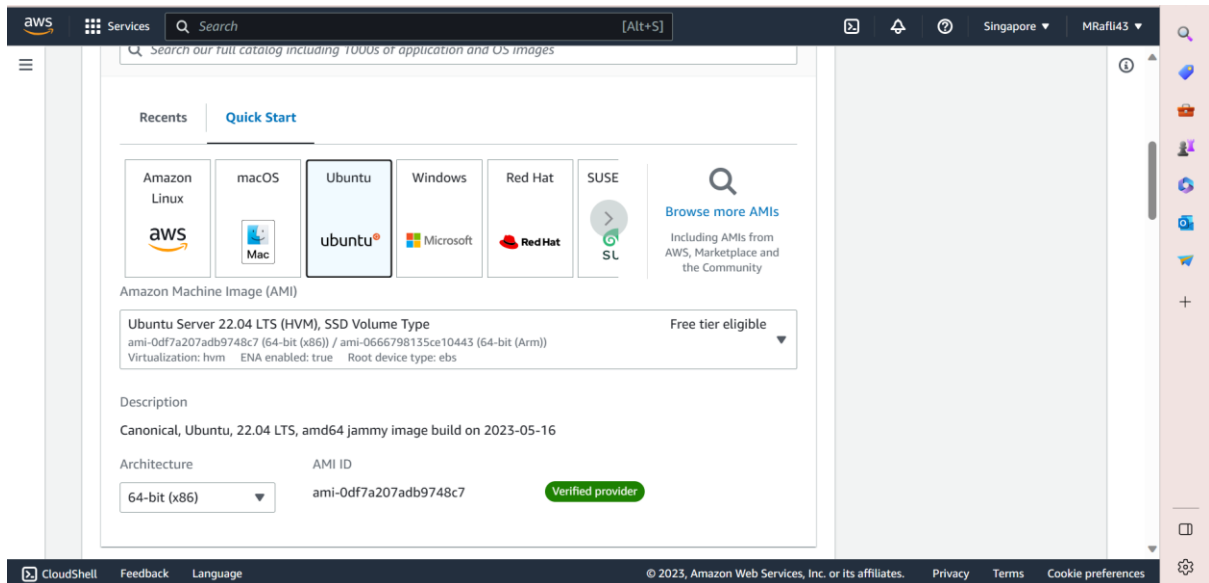 aws
Services
Search
[Alt+S]
Singapore
MRafli43
Search our full catalog including 1000s of application and OS images
Recents
Quick Start
Amazon
Linux
aws
macOS
Mac
Ubuntu
ubuntu
Windows
Microsoft
Red Hat
Red Hat
SUSE
SU
Browse more AMIs
Including AMIs from
AWS, Marketplace and
the Community
Amazon Machine Image (AMI)
Ubuntu Server 22.04 LTS (HVM), SSD Volume Type
Free tier eligible
ami-0df7a207adb9748c7 (64-bit (x86)) / ami-0666798135ce10443 (64-bit (Arm))
Virtualization: hvm ENA enabled: true Root device type: ebs
Description
Canonical, Ubuntu, 22.04 LTS, amd64 jammy image build on 2023-05-16
Architecture
AMI ID
64-bit (x86)
ami-0df7a207adb9748c7
Verified provider
CloudShell
Feedback
Language
© 2023, Amazon Web Services, Inc. or its affiliates.
Privacy
Terms
Cookie preferences